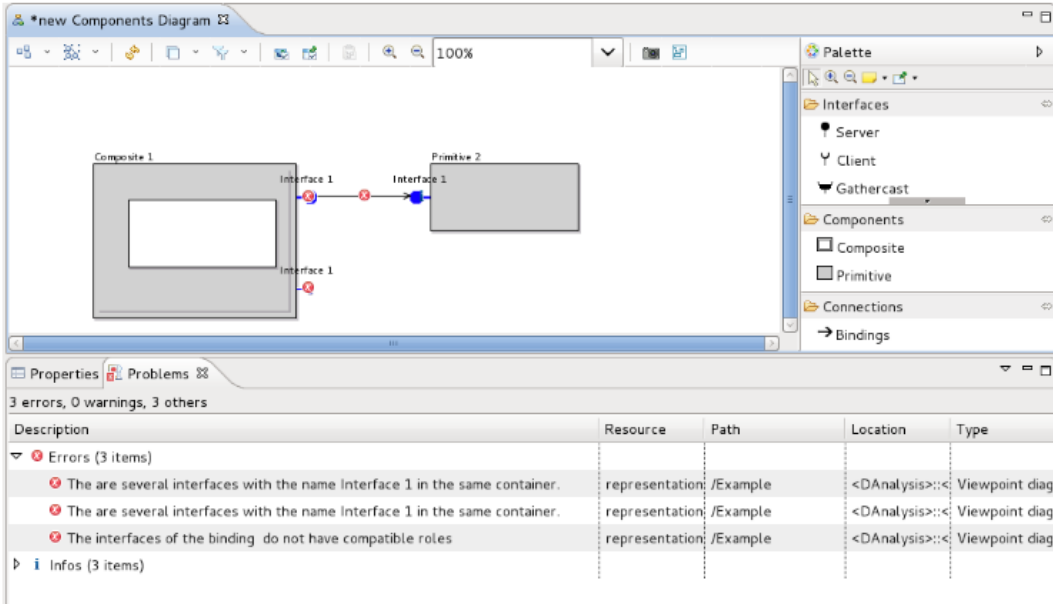 *new Components Diagram
100%
Palette
Interfaces
Server
Client
Gathercast
Components
Composite
Primitive
Connections
Bindings
Composite 1
Primitive 2
Interface 1
Interface 1
Interface 1
Properties
Problems
3 errors, 0 warnings, 3 others
Description Resource Path Location Type
Errors (3 items)
The are several interfaces with the name Interface 1 in the same container. representation /Example <DAnalysis>::< Viewpoint diag
The are several interfaces with the name Interface 1 in the same container. representation /Example <DAnalysis>::< Viewpoint diag
The interfaces of the binding do not have compatible roles representation /Example <DAnalysis>::< Viewpoint diag
i Infos (3 items)